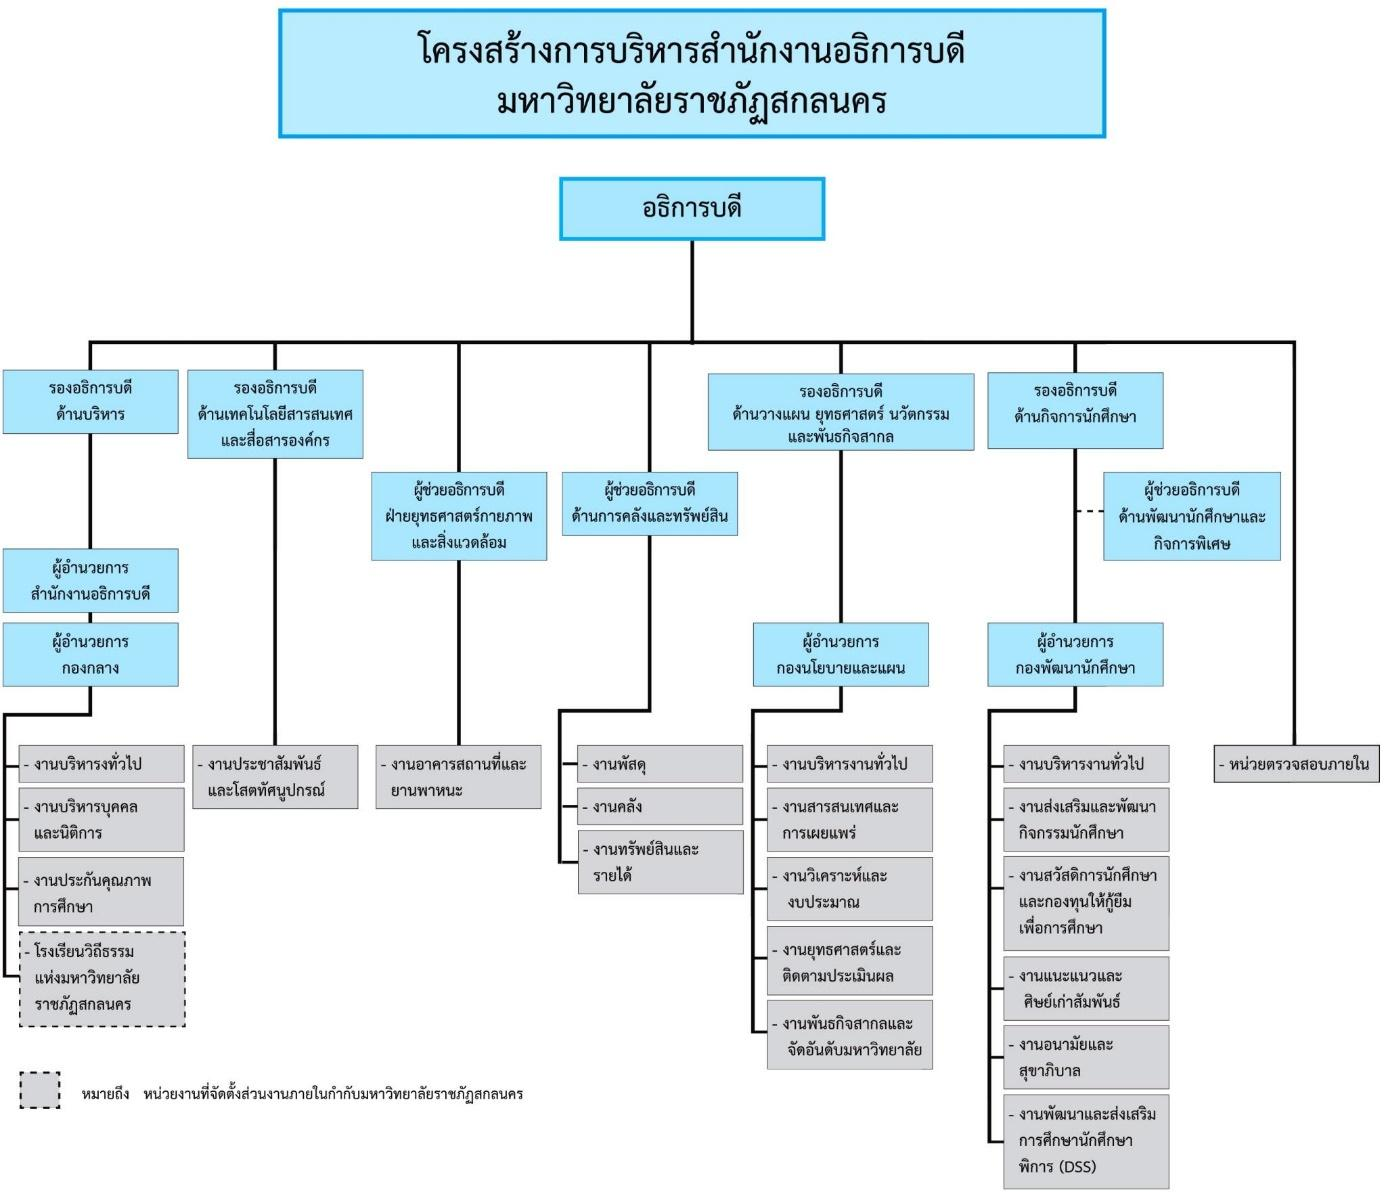 โครงสร้างการบริหารสำนักงานอธิการบดี
มหาวิทยาลัยราชภัฏสกลนคร
อธิการบดี
รองอธิการบดี
ด้านบริหาร
รองอธิการบดี
ด้านเทคโนโลยีสารสนเทศ
และสื่อสารองค์กร
ผู้ช่วยอธิการบดี
ฝ่ายยุทธศาสตร์กายภาพ
และสิ่งแวดล้อม
ผู้ช่วยอธิการบดี
ด้านการคลังและทรัพย์สิน
รองอธิการบดี
ด้านวางแผน ยุทธศาสตร์ นวัตกรรม
และพันธกิจสากล
รองอธิการบดี
ด้านกิจการนักศึกษา
ผู้ช่วยอธิการบดี
ด้านพัฒนานักศึกษาและ
กิจการพิเศษ
ผู้อำนวยการ
สำนักงานอธิการบดี
ผู้อำนวยการ
กองกลาง
ผู้อำนวยการ
กองนโยบายและแผน
ผู้อำนวยการ
กองพัฒนานักศึกษา
- งานบริหารงทั่วไป
- งานบริหารบุคคล
และนิติการ
- งานประกันคุณภาพ
การศึกษา
- โรงเรียนวิถีธรรม
แห่งมหาวิทยาลัย
ราชภัฏสกลนคร
- งานประชาสัมพันธ์
และโสตทัศนูปกรณ์
- งานอาคารสถานที่และ
ยานพาหนะ
- งานพัสดุ
- งานคลัง
- งานทรัพย์สินและ
รายได้
- งานบริหารงานทั่วไป
- งานสารสนเทศและ
การเผยแพร่
- งานวิเคราะห์และ
งบประมาณ
- งานยุทธศาสตร์และ
ติดตามประเมินผล
- งานพันธกิจสากลและ
จัดอันดับมหาวิทยาลัย
- งานบริหารงานทั่วไป
- งานส่งเสริมและพัฒนา
กิจกรรมนักศึกษา
- งานสวัสดิการนักศึกษา
และกองทุนให้กู้ยืม
เพื่อการศึกษา
- งานแนะแนวและ
ศิษย์เก่าสัมพันธ์
- งานอนามัยและ
สุขาภิบาล
- งานพัฒนาและส่งเสริม
การศึกษานักศึกษา
พิการ (DSS)
- หน่วยตรวจสอบภายใน
หมายถึง หน่วยงานที่จัดตั้งส่วนงานภายในกำกับมหาวิทยาลัยราชภัฏสกลนคร